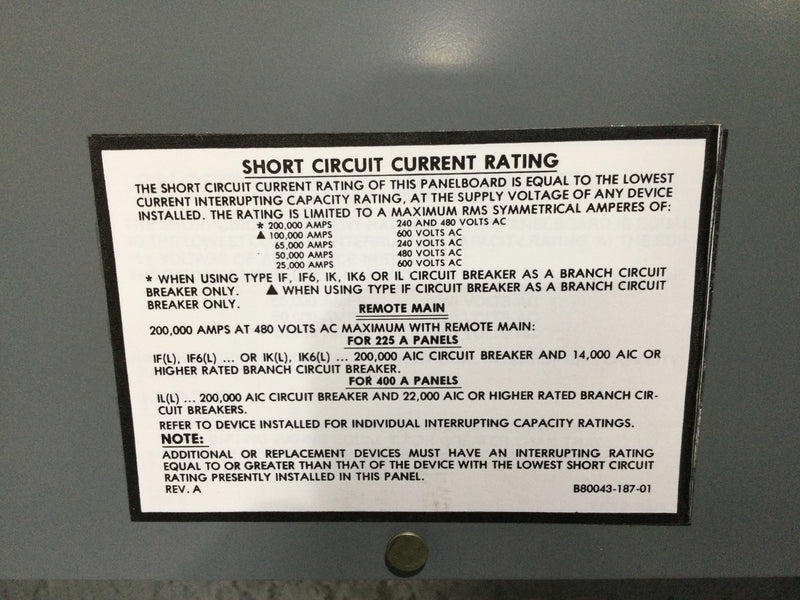 SHORT CIRCUIT CURRENT RATING
THE SHORT CIRCUIT CURRENT RATING OF THIS PANELBOARD IS EQUAL TO THE LOWEST
CURRENT INTERRUPTING CAPACITY RATING, AT THE SUPPLY VOLTAGE OF ANY DEVICE
INSTALLED. THE RATING IS LIMITED TO A MAXIMUM RMS SYMMETRICAL AMPERES OF:
* 200,000 AMPS 240 AND 480 VOLTS AC
▲ 100,000 AMPS 600 VOLTS AC
65,000 AMPS 240 VOLTS AC
50,000 AMPS 480 VOLTS AC
25,000 AMPS 600 VOLTS AC
* WHEN USING TYPE IF, IF6, IK, IK6 OR IL CIRCUIT BREAKER AS A BRANCH CIRCUIT
BREAKER ONLY. ▲ WHEN USING TYPE IF CIRCUIT BREAKER AS A BRANCH CIRCUIT
BREAKER ONLY.
REMOTE MAIN
200,000 AMPS AT 480 VOLTS AC MAXIMUM WITH REMOTE MAIN:
FOR 225 A PANELS
IF(L), IF6(L) ... OR IK(L), IK6(L) ... 200,000 AIC CIRCUIT BREAKER AND 14,000 AIC OR
HIGHER RATED BRANCH CIRCUIT BREAKER.
FOR 400 A PANELS
IL(L) ... 200,000 AIC CIRCUIT BREAKER AND 22,000 AIC OR HIGHER RATED BRANCH CIR-
CUIT BREAKERS.
REFER TO DEVICE INSTALLED FOR INDIVIDUAL INTERRUPTING CAPACITY RATINGS.
NOTE:
ADDITIONAL OR REPLACEMENT DEVICES MUST HAVE AN INTERRUPTING RATING
EQUAL TO OR GREATER THAN THAT OF THE DEVICE WITH THE LOWEST SHORT CIRCUIT
RATING PRESENTLY INSTALLED IN THIS PANEL.
REV. A B80043-187-01